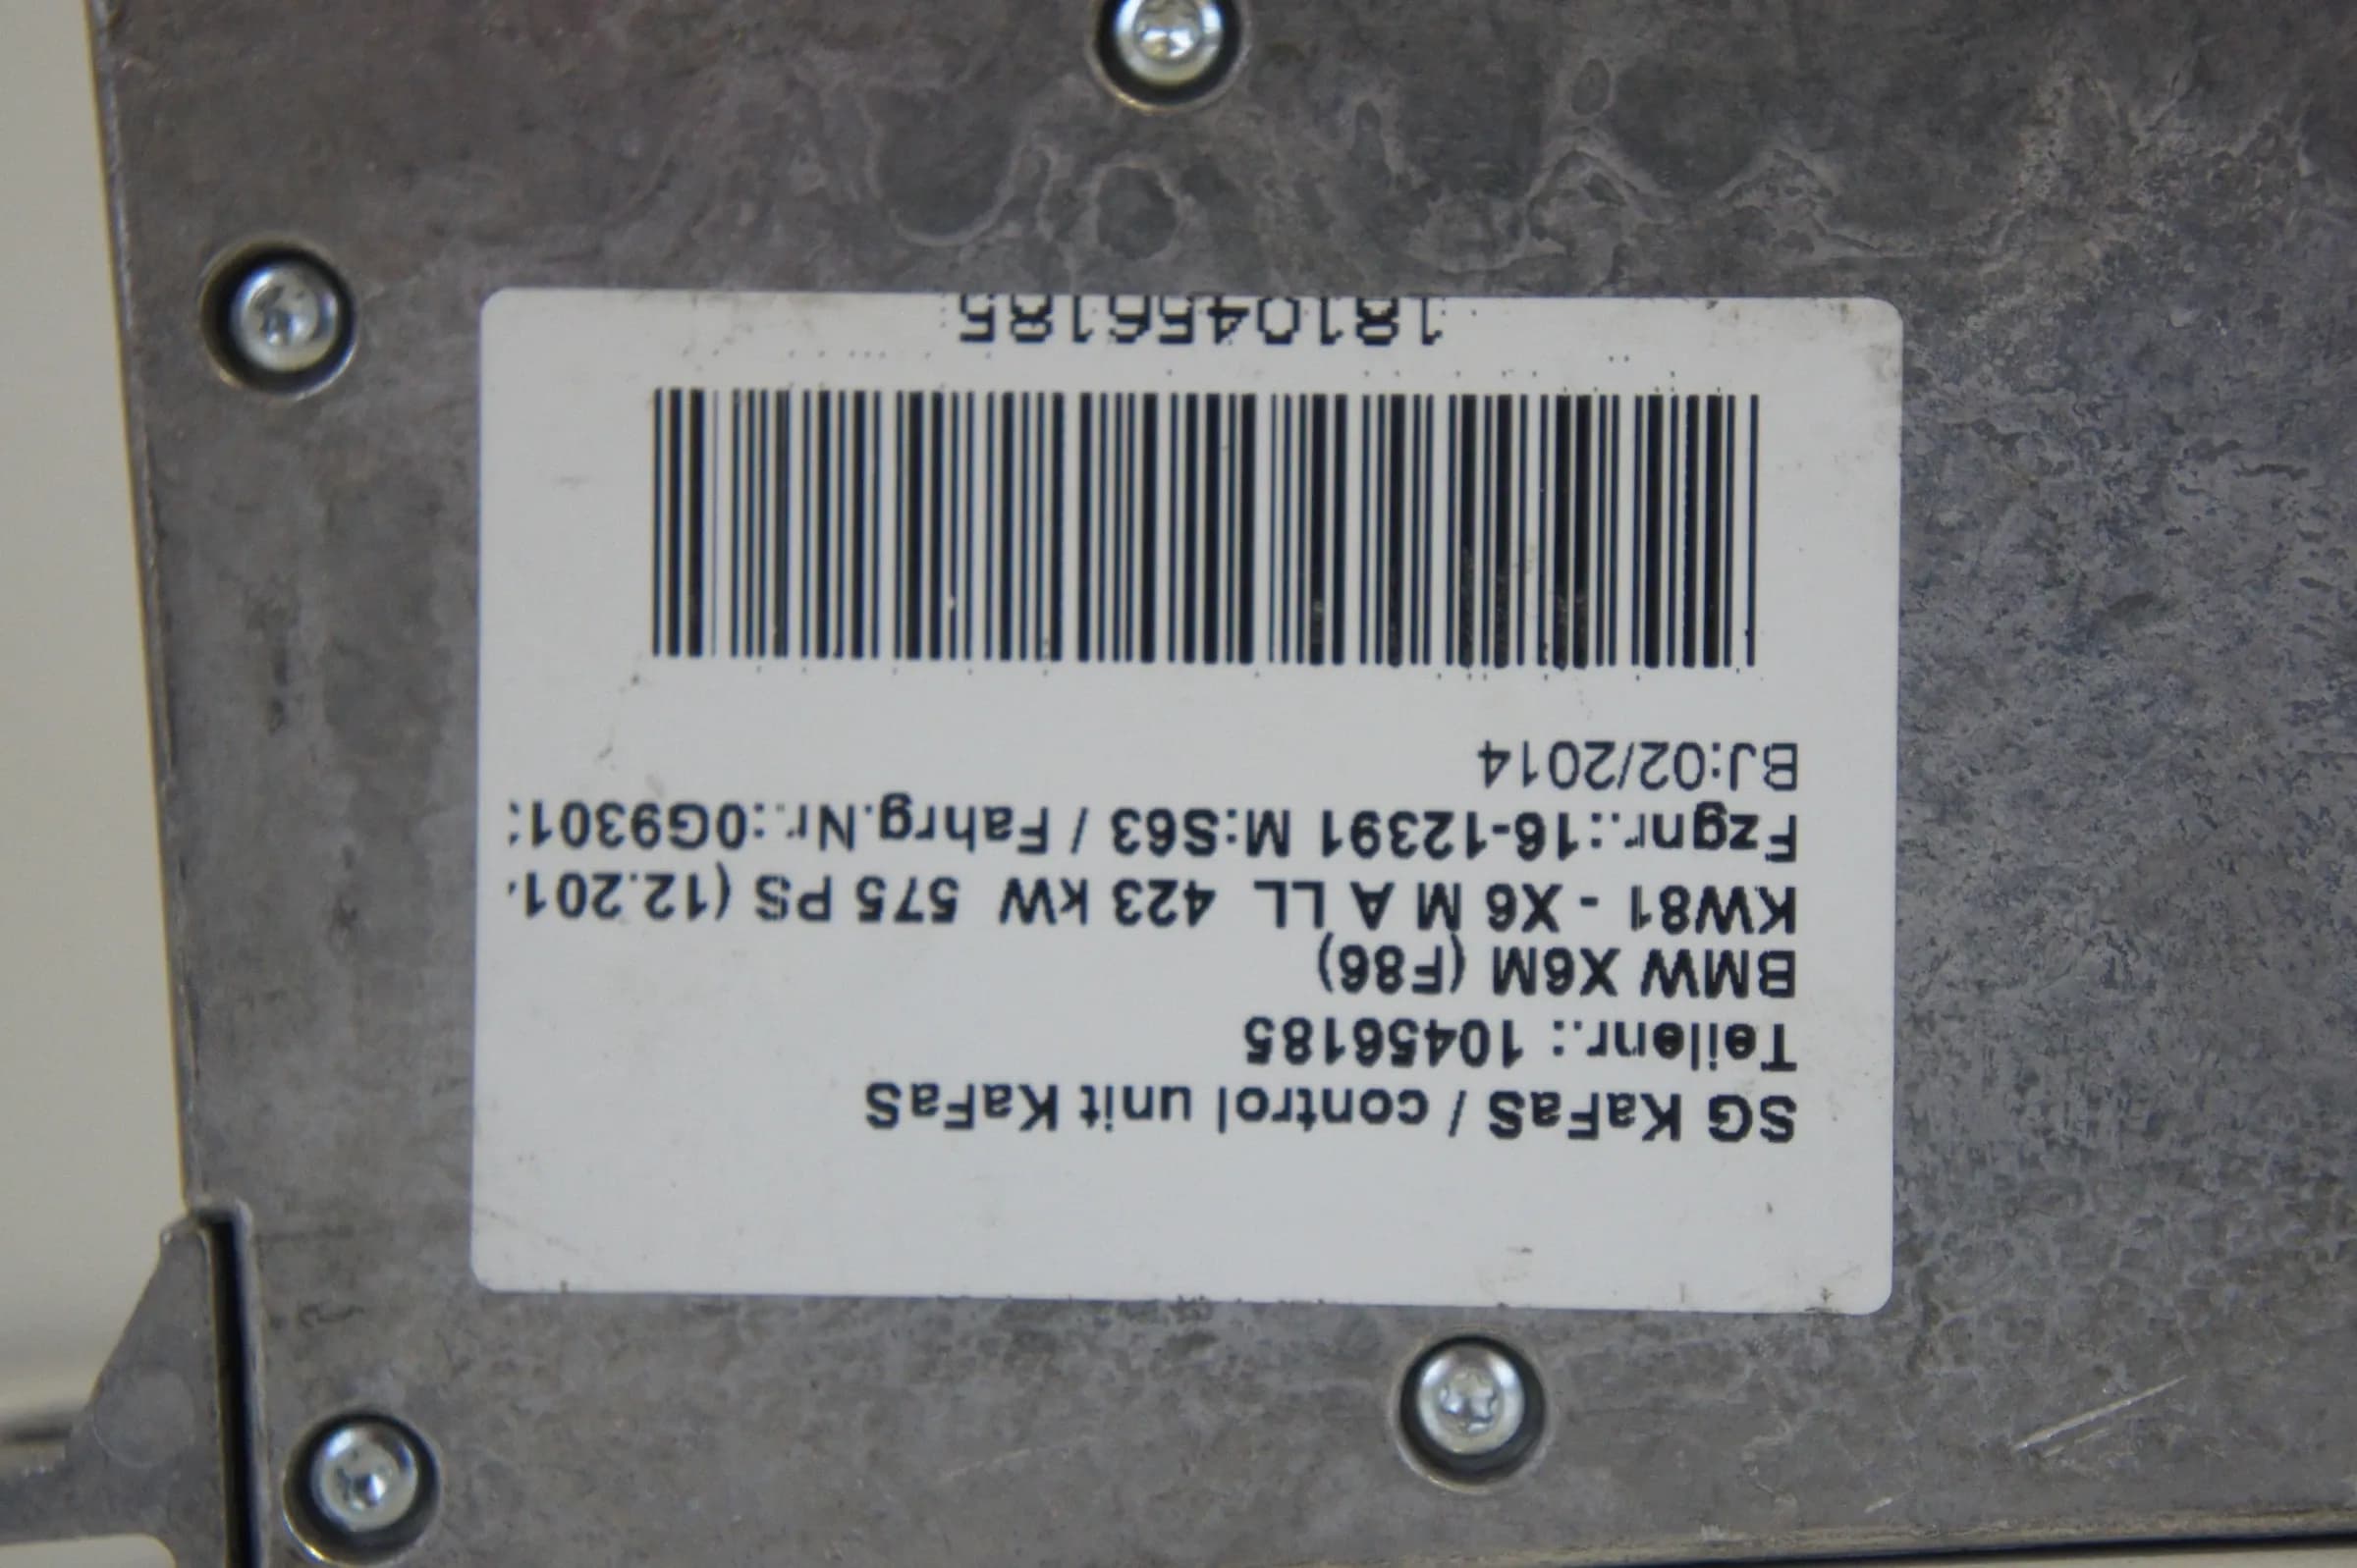 SG KaFaS / control unit KaFaS
Teilenr.: 10456185
BMW X6M (F86)
KW81 - X6 M A LL 423 kW 575 PS (12.201
Fzgnr.:16-12391 M:S63 / Fahrg.Nr.:0G9301
BJ:02/2014
1810456185